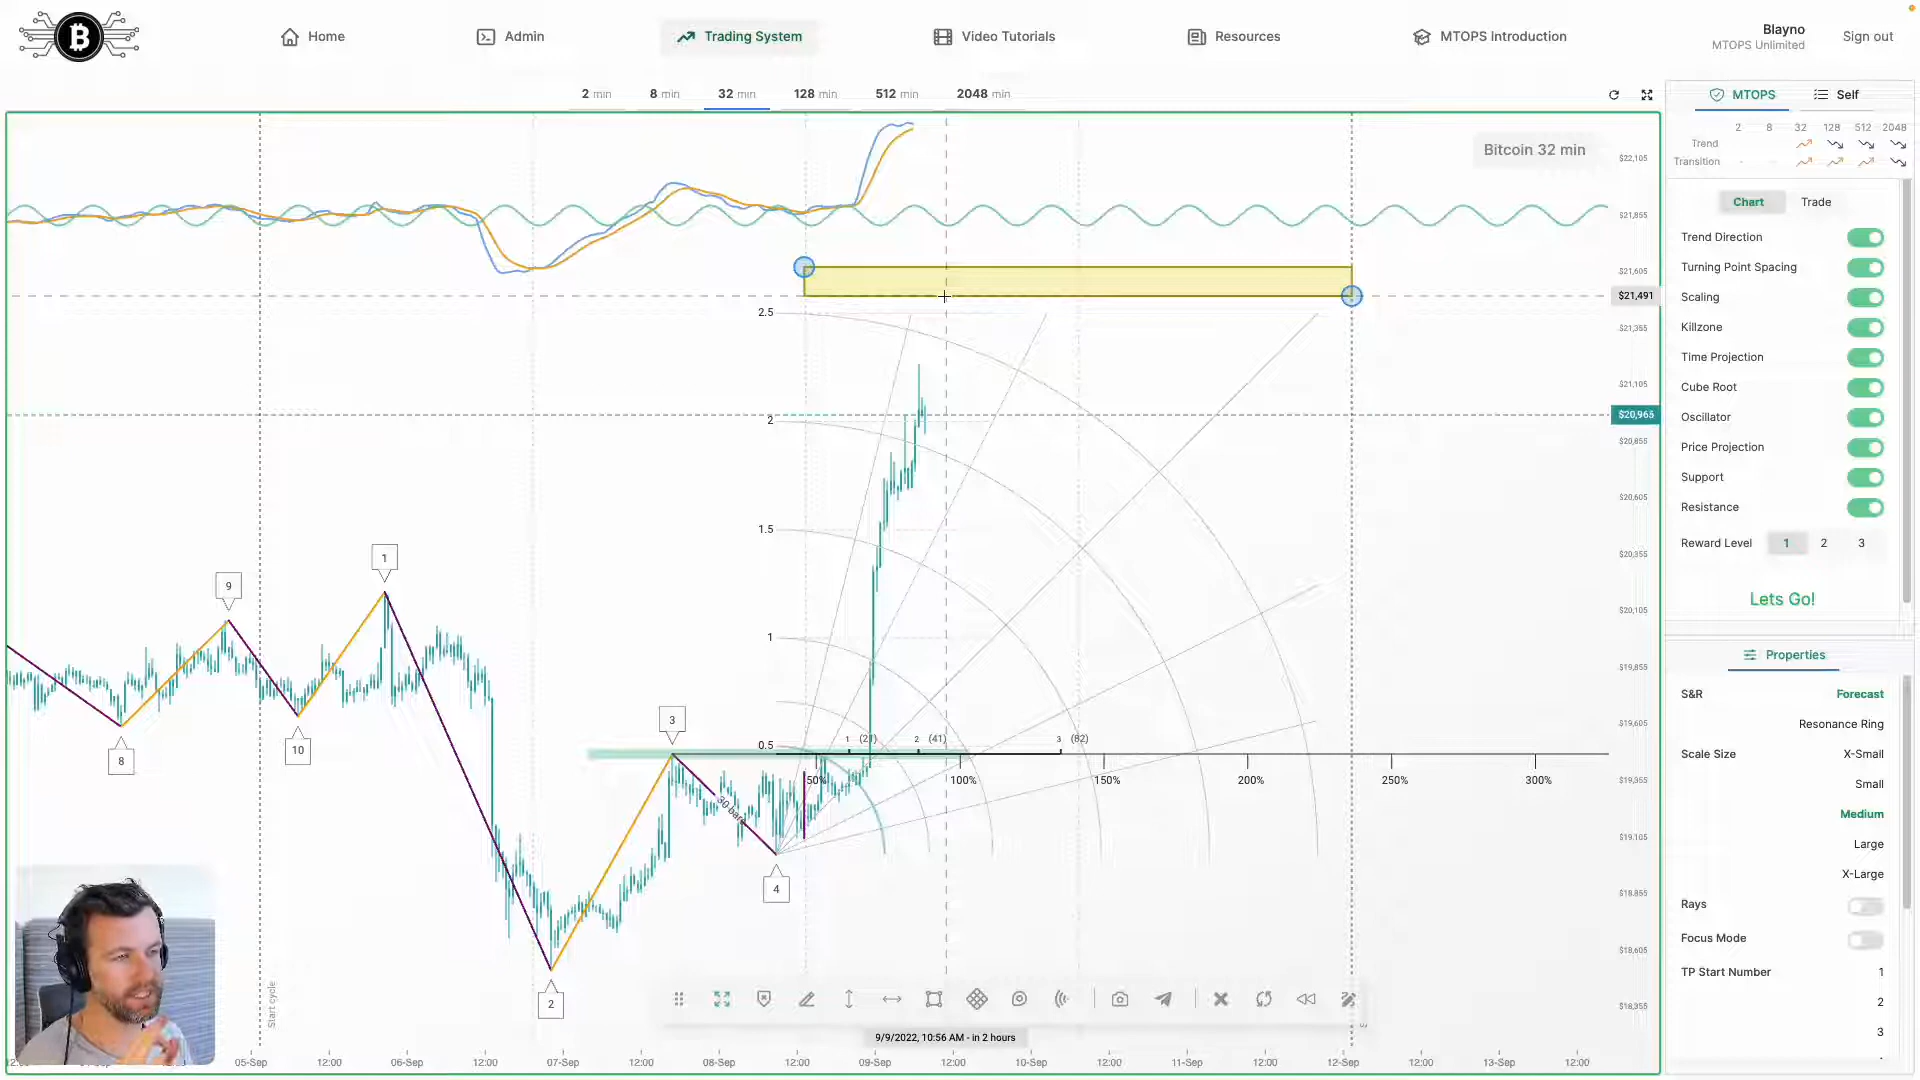 Home
Admin
Trading System
Video Tutorials
Resources
MTOPS Introduction
Blayno
MTOPS Unlimited
Sign out
2 min
8 min
32 min
128 min
512 min
2048 min
MTOPS
Self
2 8 32 128 512 2048
Trend
Transition
Bitcoin 32 min
$22,105
$21,855
$21,605
$21,491
$21,355
$21,105
$20,965
$20,855
$20,605
$20,355
$20,105
$19,855
$19,605
$19,355
$19,105
$18,855
$18,605
$18,355
2.5
2
1.5
1
0.5
1 (21) 2 (41) 3 (62)
50% 100% 150% 200% 250% 300%
9
1
3
8
10
4
2
30 bars
Start cycle
9/9/2022, 10:56 AM - in 2 hours
05-Sep 12:00 06-Sep 12:00 07-Sep 12:00 08-Sep 12:00 09-Sep 12:00 10-Sep 12:00 11-Sep 12:00 12-Sep 12:00 13-Sep 12:00
Chart
Trade
Trend Direction
Turning Point Spacing
Scaling
Killzone
Time Projection
Cube Root
Oscillator
Price Projection
Support
Resistance
Reward Level 1 2 3
Lets Go!
Properties
S&R Forecast
Resonance Ring
Scale Size X-Small
Small
Medium
Large
X-Large
Rays
Focus Mode
TP Start Number 1
2
3